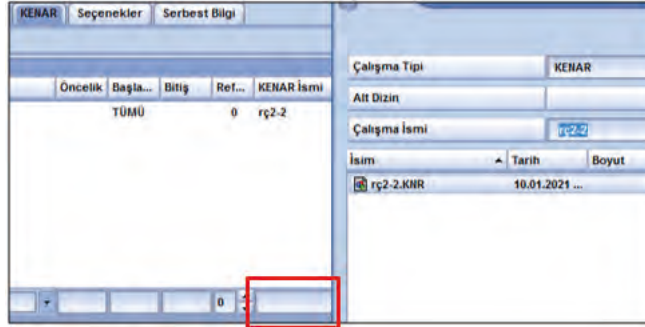 KENAR Seçenekler Serbest Bilgi
Öncelik Başla... Bitiş Ref... KENAR İsmi
TÜMÜ 0 rç2-2
0
Çalışma Tipi KENAR
Alt Dizin
Çalışma İsmi rç2-2
İsim Tarih Boyut
rç2-2.KNR 10.01.2021 ...